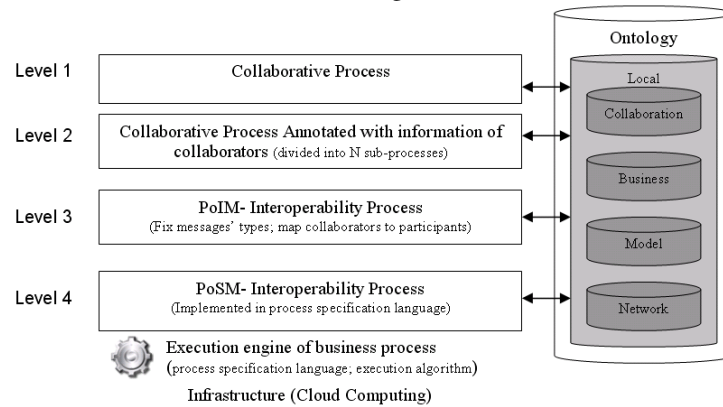 Ontology
Level 1
Collaborative Process
Local
Collaboration
Level 2
Collaborative Process Annotated with information of
collaborators (divided into N sub-processes)
Business
Level 3
PoIM- Interoperability Process
(Fix messages' types; map collaborators to participants)
Model
Level 4
PoSM- Interoperability Process
(Implemented in process specification language)
Network
Execution engine of business process
(process specification language; execution algorithm)
Infrastructure (Cloud Computing)